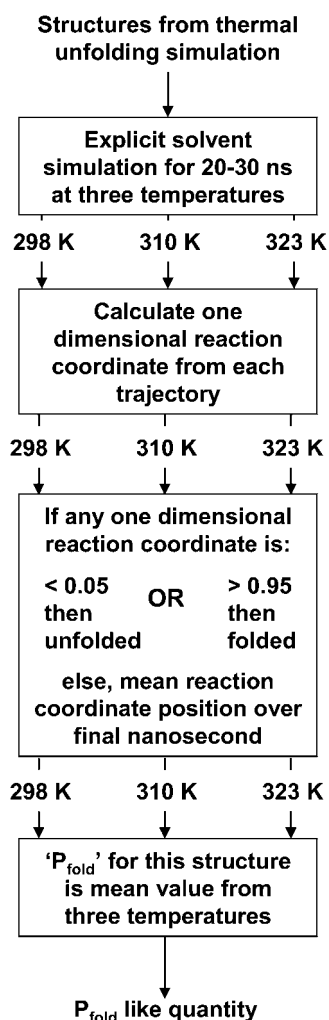 Structures from thermal
unfolding simulation
Explicit solvent
simulation for 20-30 ns
at three temperatures
298 K 310 K 323 K
Calculate one
dimensional reaction
coordinate from each
trajectory
298 K 310 K 323 K
If any one dimensional
reaction coordinate is:
< 0.05 OR > 0.95
then then
unfolded folded
else, mean reaction
coordinate position over
final nanosecond
298 K 310 K 323 K
‘Pfold’ for this structure
is mean value from
three temperatures
Pfold like quantity